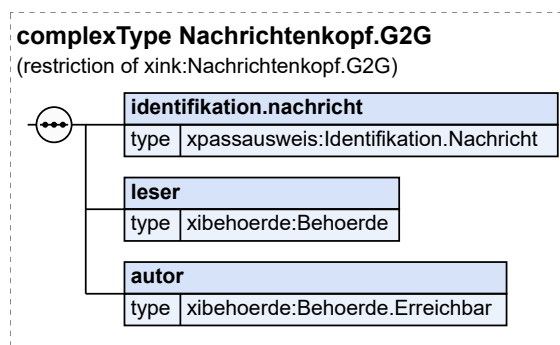 complexType Nachrichtenkopf.G2G
(restriction of xink:Nachrichtenkopf.G2G)
identifikation.nachricht
type xpassausweis:Identifikation.Nachricht
leser
type xibehoerde:Behoerde
autor
type xibehoerde:Behoerde.Erreichbar